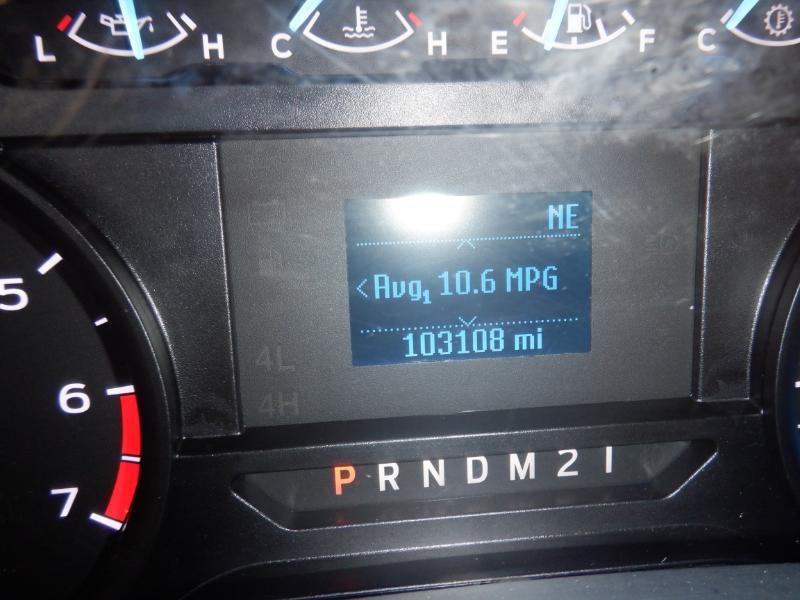 L H C H E F C
NE
<Avg1 10.6 MPG
103108 mi
5
6
7
4L
4H
P R N D M 2 1